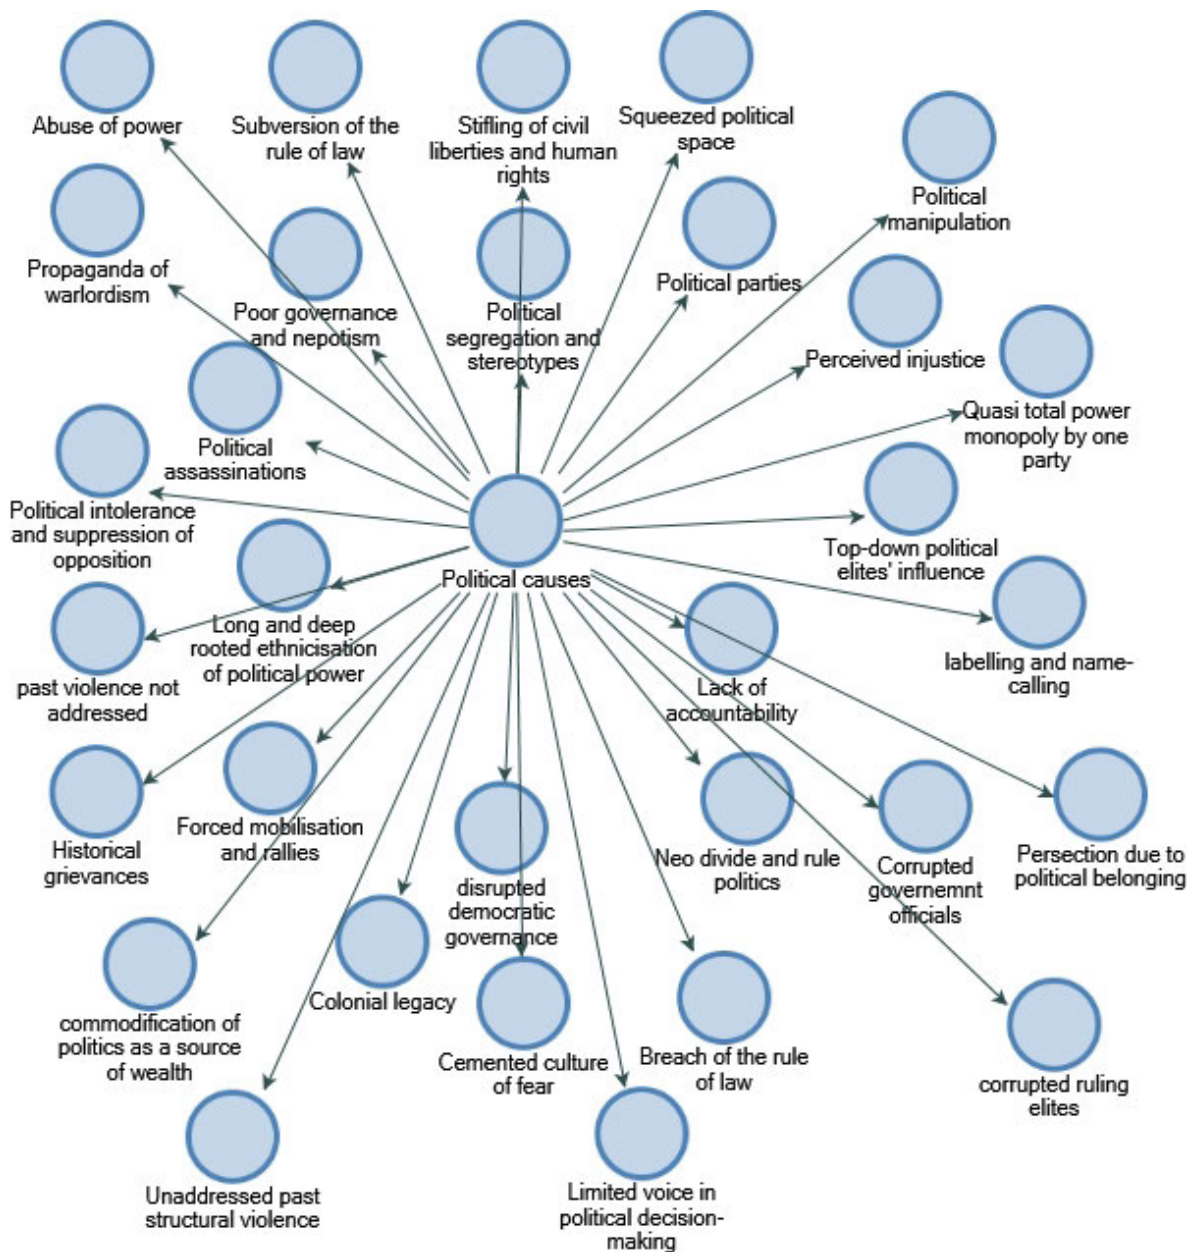 Abuse of power
Subversion of the
rule of law
Stifling of civil
liberties and human
rights
Squeezed political
space
Political
manipulation
Propaganda of
warlordism
Poor governance
and nepotism
Political
segregation and
stereotypes
Political parties
Perceived injustice
Quasi total power
monopoly by one
party
Political
assassinations
Political intolerance
and suppression of
opposition
Top-down political
elites' influence
Political causes
Long and deep
rooted ethnicisation
of political power
past violence not
addressed
Lack of
accountability
labelling and name-
calling
Historical
grievances
Forced mobilisation
and rallies
disrupted
democratic
governance
Neo divide and rule
politics
Corrupted
governemnt
officials
Persection due to
political belonging
commodification of
politics as a source
of wealth
Colonial legacy
Cemented culture
of fear
Breach of the rule
of law
corrupted ruling
elites
Unaddressed past
structural violence
Limited voice in
political decision-
making